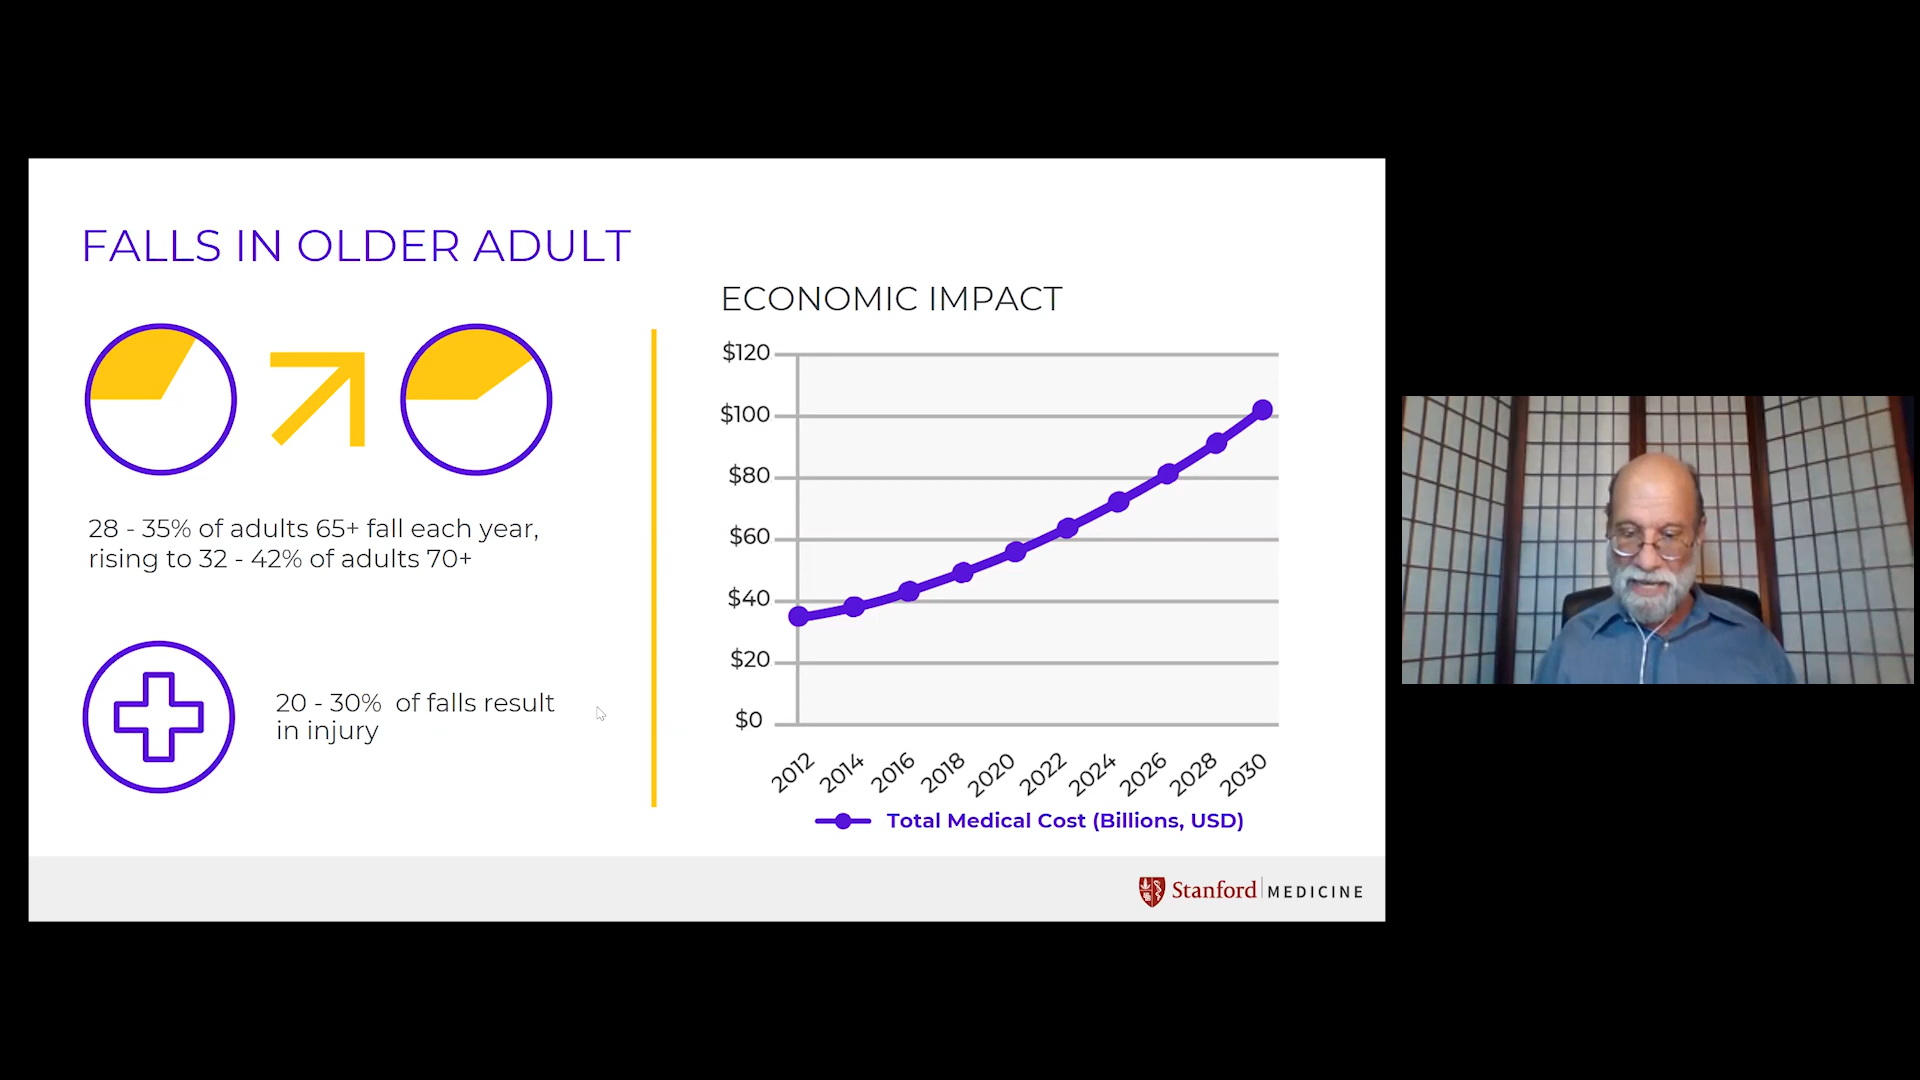 FALLS IN OLDER ADULT
28 - 35% of adults 65+ fall each year,
rising to 32 - 42% of adults 70+
20 - 30% of falls result
in injury
ECONOMIC IMPACT
$120
$100
$80
$60
$40
$20
$0
2012
2014
2016
2018
2020
2022
2024
2026
2028
2030
Total Medical Cost (Billions, USD)
Stanford MEDICINE